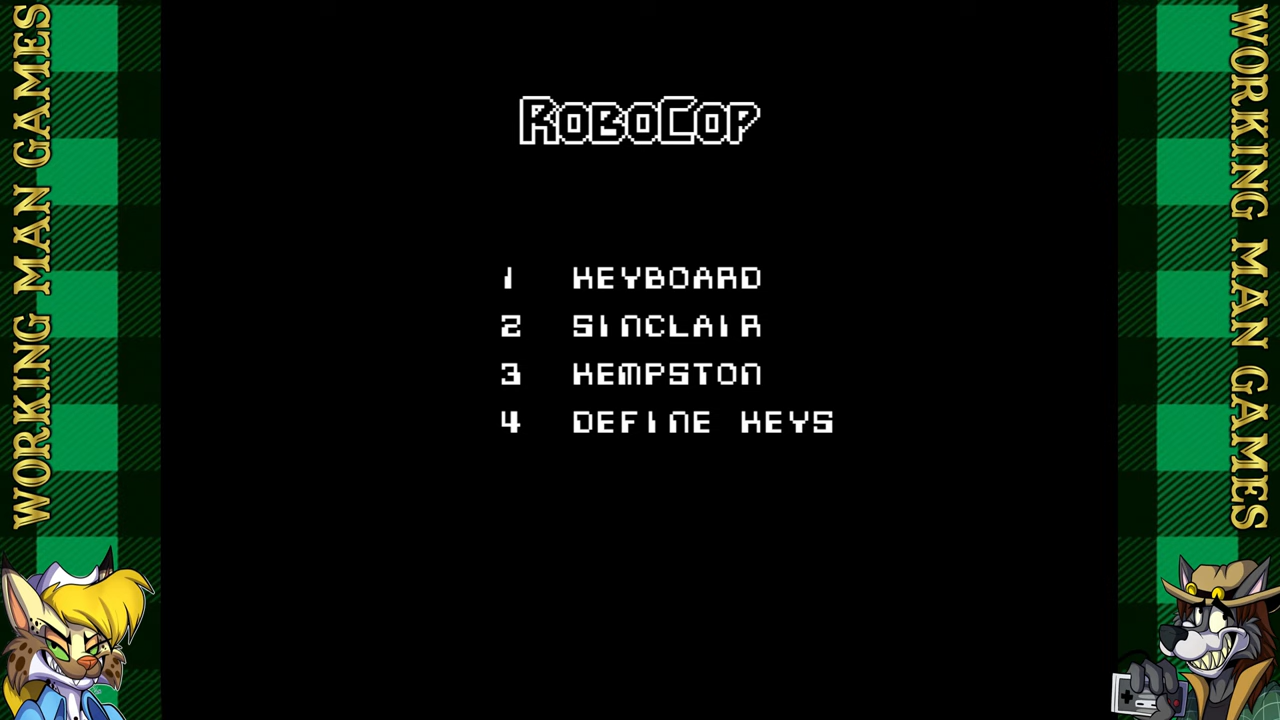 WORKING MAN GAMES
ROBOCOP
1 KEYBOARD
2 SINCLAIR
3 KEMPSTON
4 DEFINE KEYS
WORKING MAN GAMES